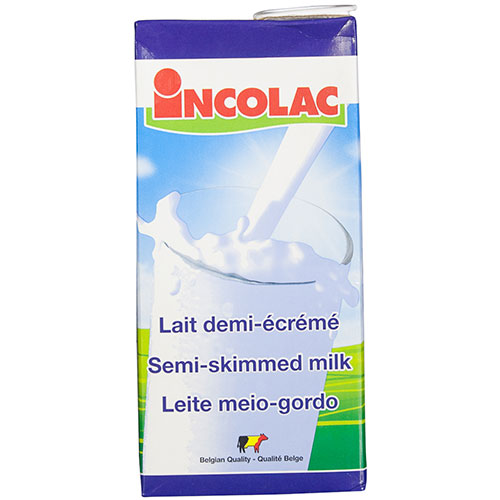 INCOLAC
Lait demi-écrémé
Semi-skimmed milk
Leite meio-gordo
Belgian Quality - Qualité Belge